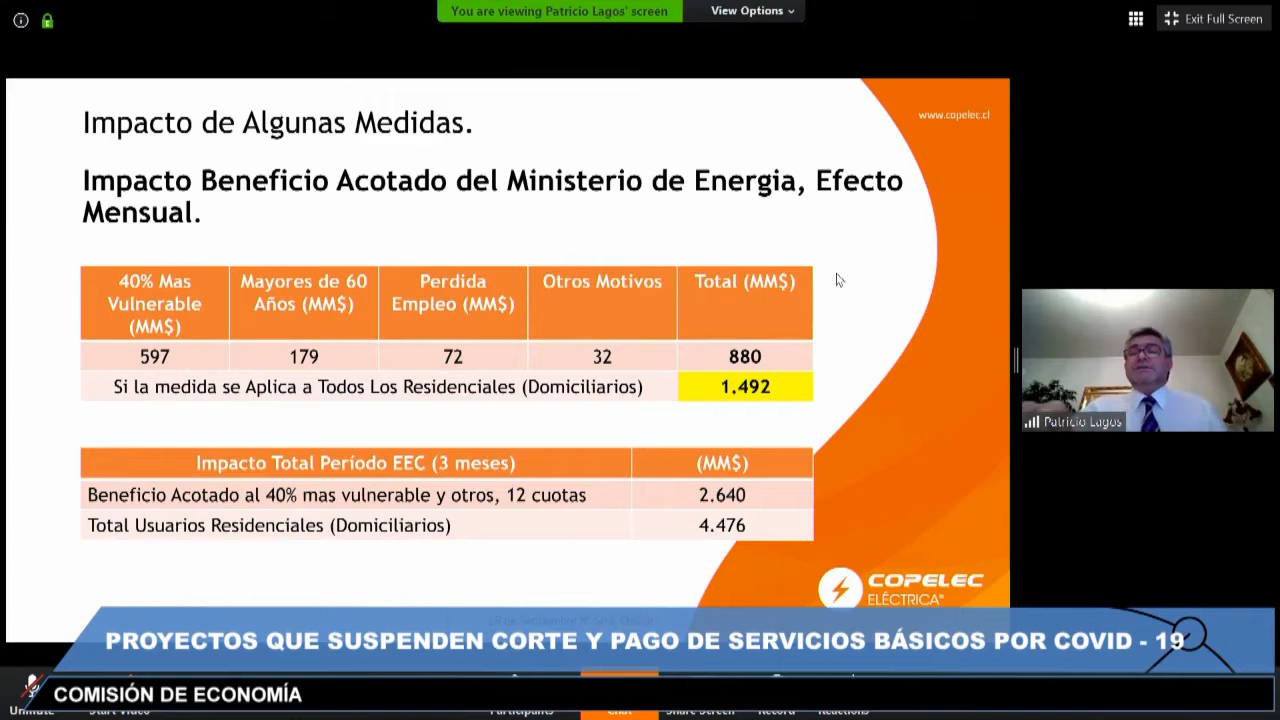 You are viewing Patricio Lagos' screen
View Options
Exit Full Screen
www.copelec.cl
Impacto de Algunas Medidas.
Impacto Beneficio Acotado del Ministerio de Energia, Efecto
Mensual.
40% Mas Vulnerable (MM$) Mayores de 60 Años (MM$) Perdida Empleo (MM$) Otros Motivos Total (MM$)
597 179 72 32 880
Si la medida se Aplica a Todos Los Residenciales (Domiciliarios) 1.492
Impacto Total Período EEC (3 meses) (MM$)
Beneficio Acotado al 40% mas vulnerable y otros, 12 cuotas 2.640
Total Usuarios Residenciales (Domiciliarios) 4.476
Patricio Lagos
COPELEC
ELÉCTRICA
PROYECTOS QUE SUSPENDEN CORTE Y PAGO DE SERVICIOS BÁSICOS POR COVID - 19
COMISIÓN DE ECONOMÍA